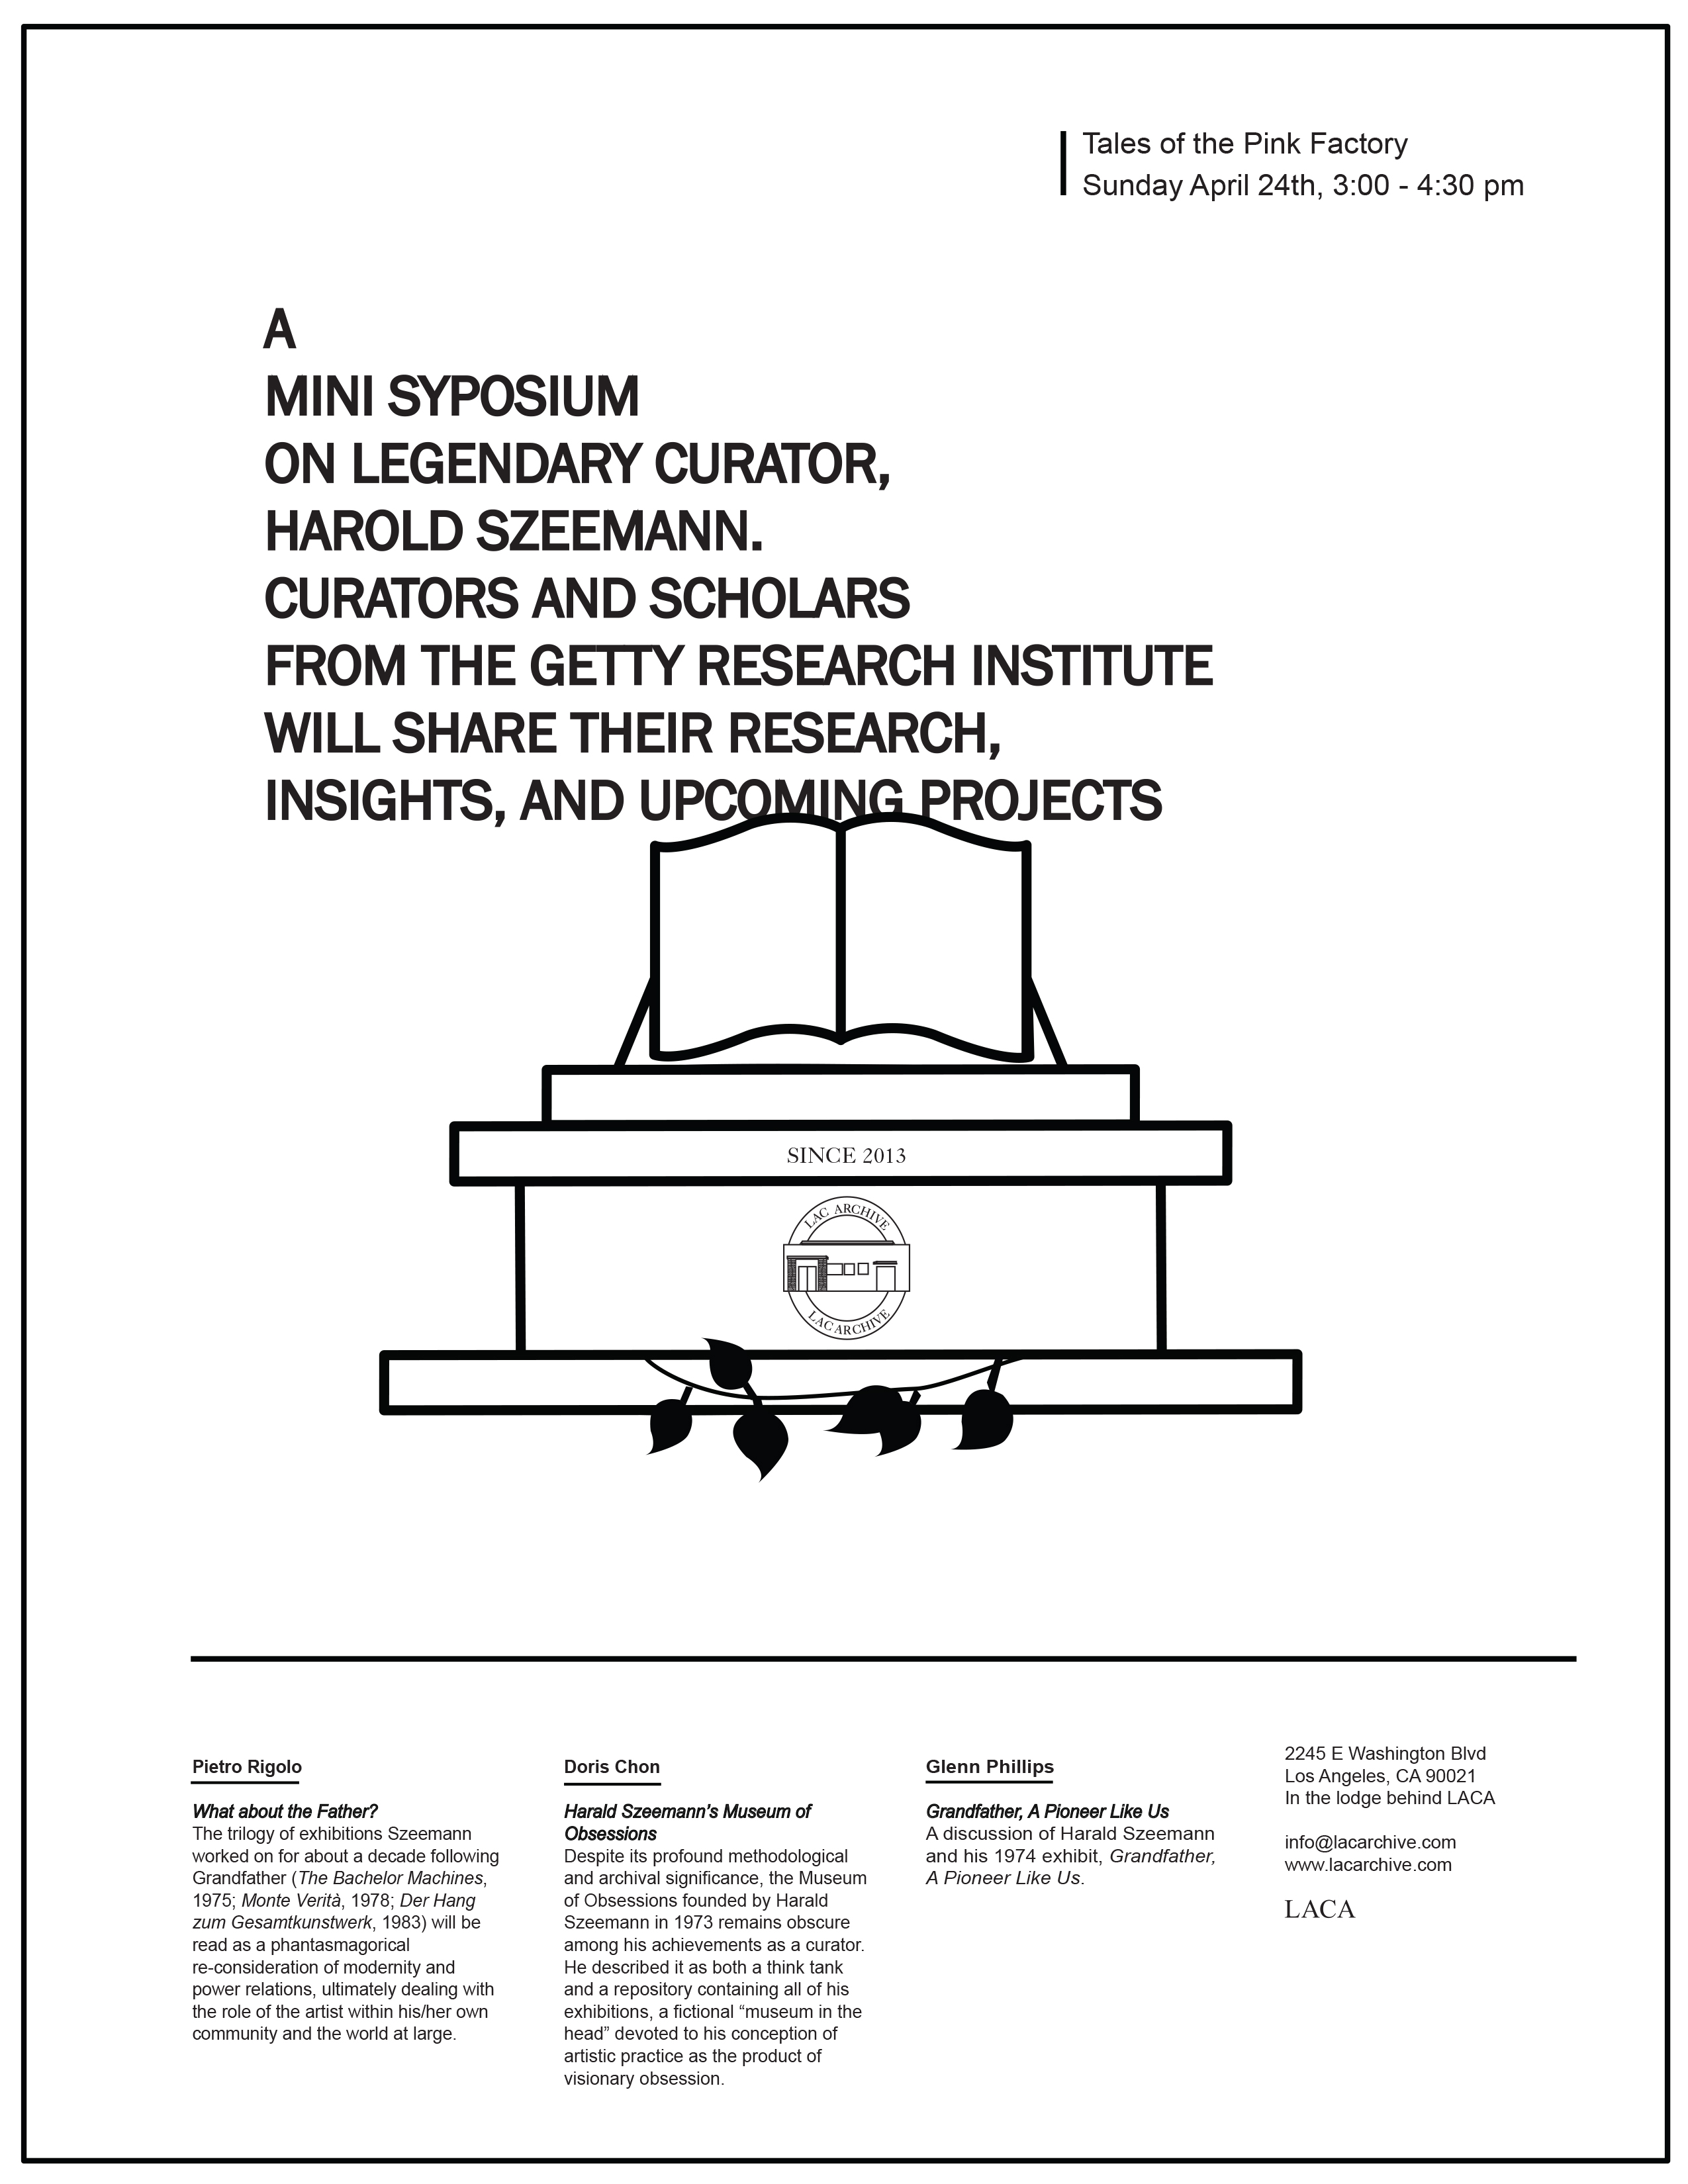 Tales of the Pink Factory
Sunday April 24th, 3:00 - 4:30 pm
A
MINI SYPOSIUM
ON LEGENDARY CURATOR,
HAROLD SZEEMANN.
CURATORS AND SCHOLARS
FROM THE GETTY RESEARCH INSTITUTE
WILL SHARE THEIR RESEARCH,
INSIGHTS, AND UPCOMING PROJECTS
SINCE 2013
LAC ARCHIVE
LAC ARCHIVE
Pietro Rigolo
What about the Father?
The trilogy of exhibitions Szeemann
worked on for about a decade following
Grandfather (The Bachelor Machines,
1975; Monte Verità, 1978; Der Hang
zum Gesamtkunstwerk, 1983) will be
read as a phantasmagorical
re-consideration of modernity and
power relations, ultimately dealing with
the role of the artist within his/her own
community and the world at large.
Doris Chon
Harald Szeemann’s Museum of
Obsessions
Despite its profound methodological
and archival significance, the Museum
of Obsessions founded by Harald
Szeemann in 1973 remains obscure
among his achievements as a curator.
He described it as both a think tank
and a repository containing all of his
exhibitions, a fictional “museum in the
head” devoted to his conception of
artistic practice as the product of
visionary obsession.
Glenn Phillips
Grandfather, A Pioneer Like Us
A discussion of Harald Szeemann
and his 1974 exhibit, Grandfather,
A Pioneer Like Us.
2245 E Washington Blvd
Los Angeles, CA 90021
In the lodge behind LACA
info@lacarchive.com
www.lacarchive.com
LACA